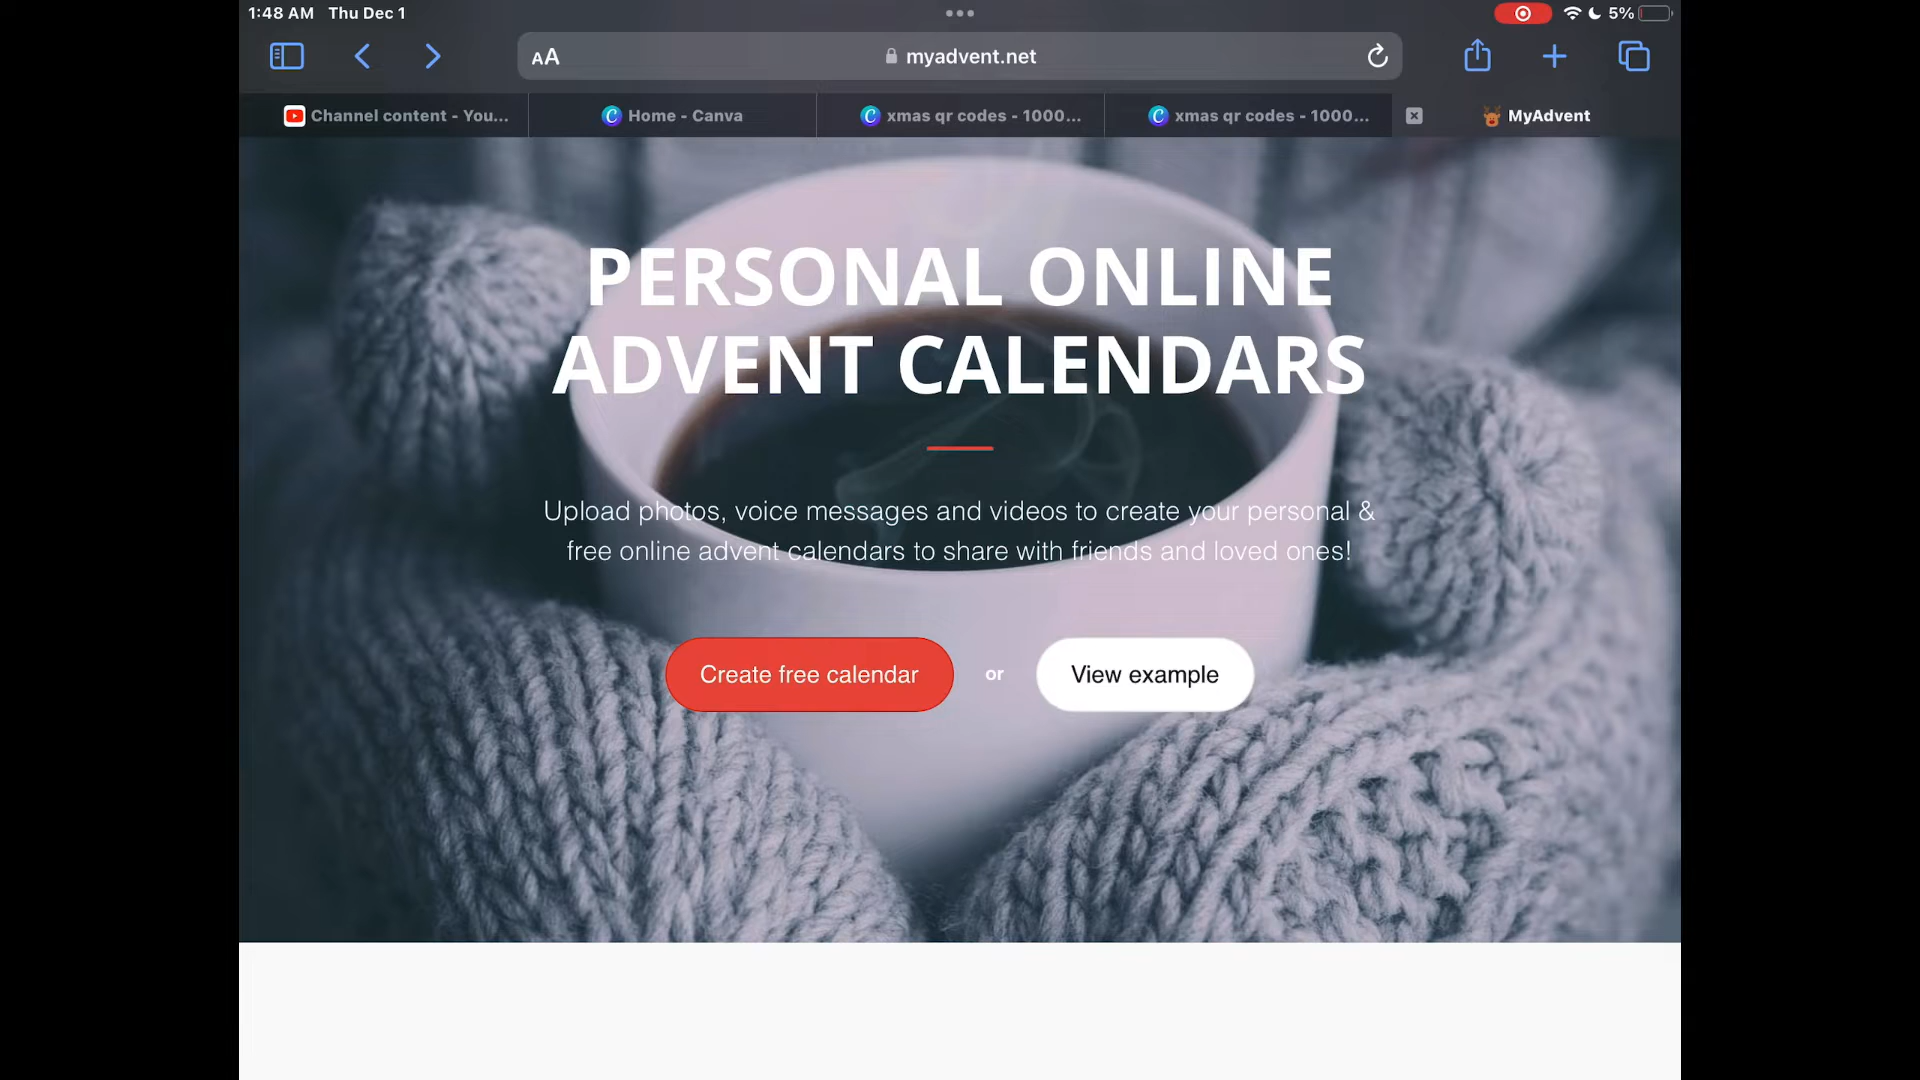 1:48 AM Thu Dec 1
5%
AA
myadvent.net
Channel content - You...
Home - Canva
xmas qr codes - 1000...
xmas qr codes - 1000...
MyAdvent
PERSONAL ONLINE
ADVENT CALENDARS
Upload photos, voice messages and videos to create your personal &
free online advent calendars to share with friends and loved ones!
Create free calendar
or
View example